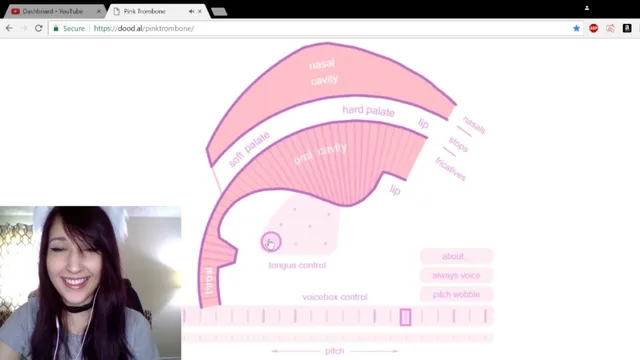 Dashboard - YouTube
Pink Trombone
Secure
https://dood.al/pinktrombone/
nasal
cavity
hard palate
lip
nasals
soft palate
stops
oral cavity
fricatives
lip
throat
tongue control
about
always voice
voicebox control
pitch wobble
pitch